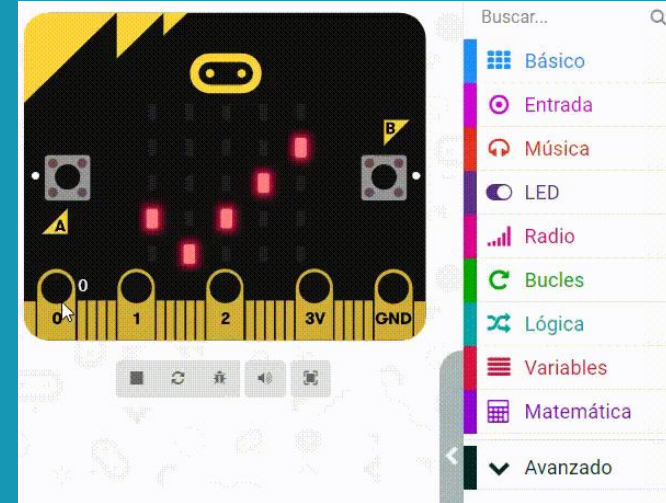 Buscar...
Básico
Entrada
Música
LED
Radio
Bucles
Lógica
Variables
Matemática
Avanzado
B
A
0
0 1 2 3V GND